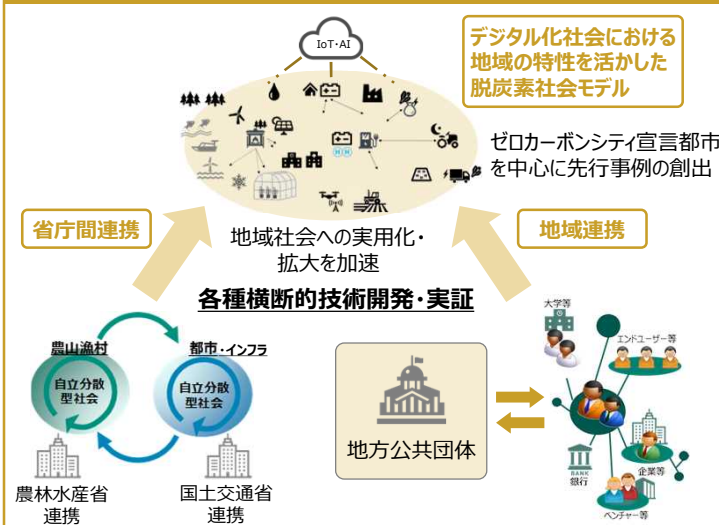 IoT・AI
デジタル化社会における
地域の特性を活かした
脱炭素社会モデル
ゼロカーボンシティ宣言都市
を中心に先行事例の創出
省庁間連携
地域連携
地域社会への実用化・
拡大を加速
各種横断的技術開発・実証
農山漁村
都市・インフラ
自立分散
型社会
自立分散
型社会
農林水産省
連携
国土交通省
連携
地方公共団体
大学等
エンドユーザー等
BANK
銀行
企業等
ベンチャー等